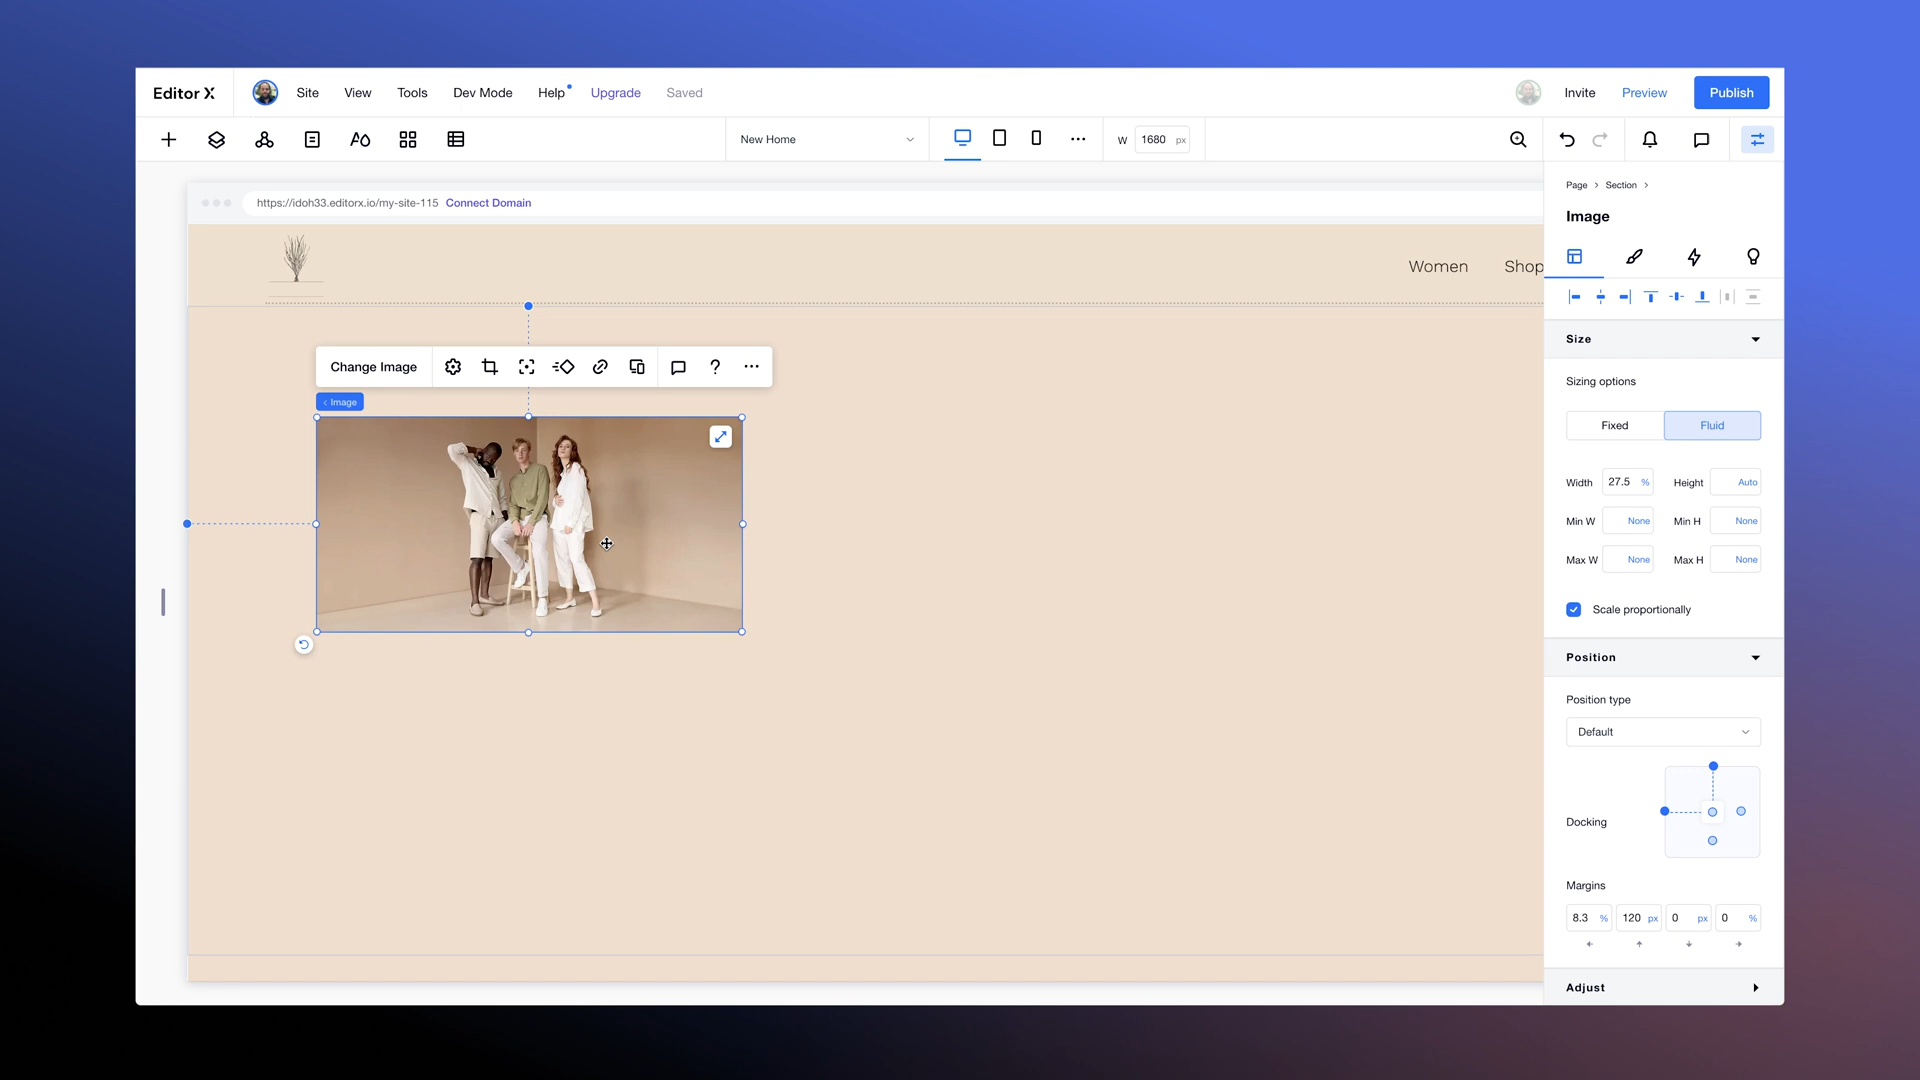 Editor X Site View Tools Dev Mode Help Upgrade Saved Invite Preview Publish
New Home W 1680 px
https://idoh33.editorx.io/my-site-115 Connect Domain
Women Shop
Change Image ?
< Image
Page > Section >
Image
Size
Sizing options
Fixed Fluid
Width 27.5 % Height Auto
Min W None Min H None
Max W None Max H None
Scale proportionally
Position
Position type
Default
Docking
Margins
8.3 % 120 px 0 px 0 %
Adjust